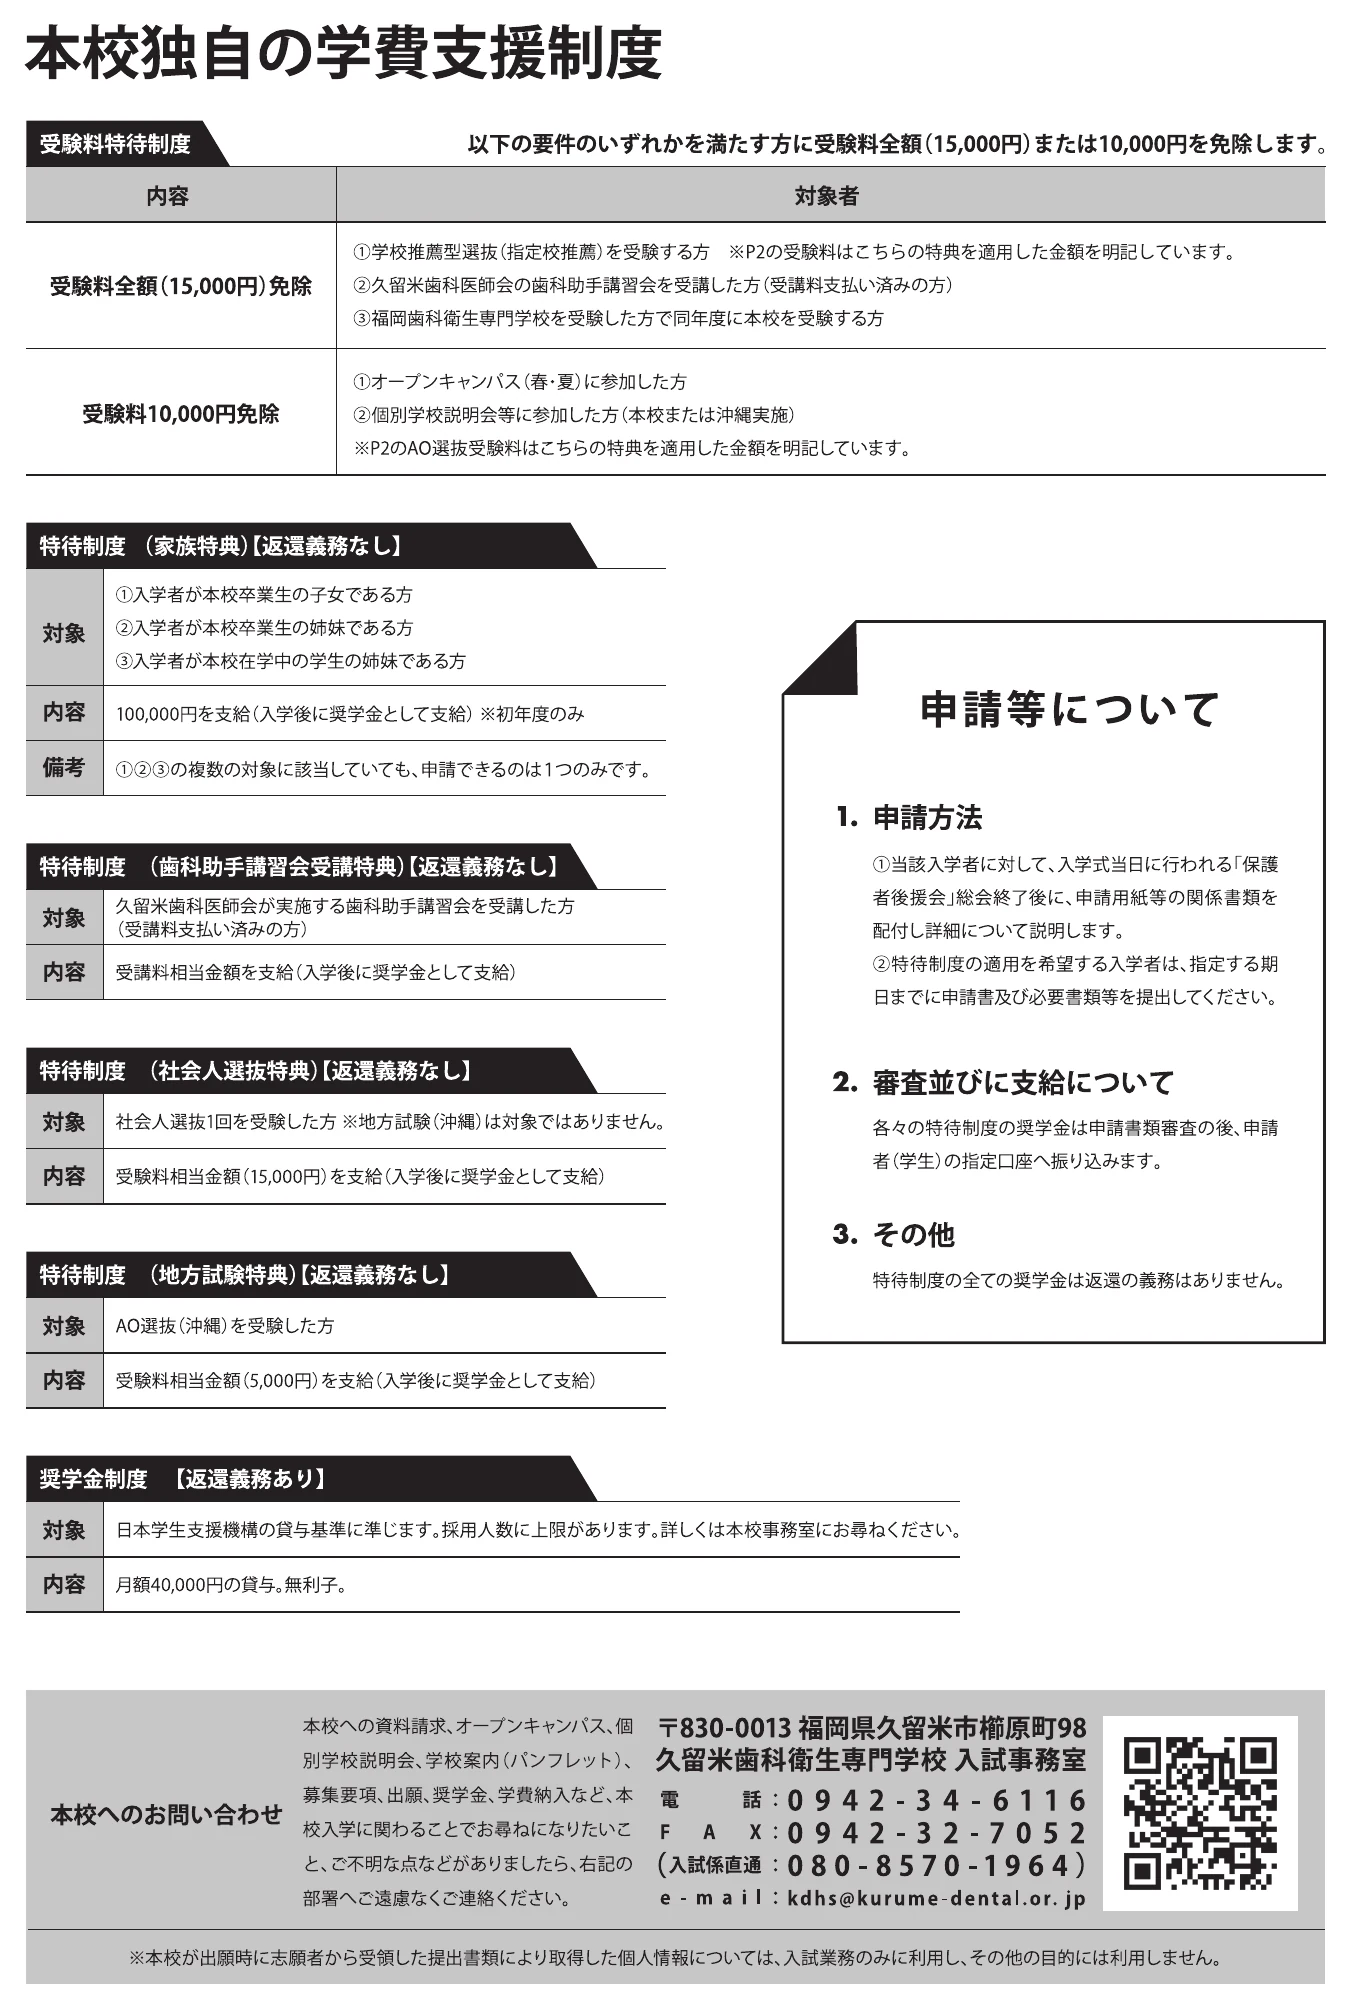 本校独自の学費支援制度
受験料特待制度
以下の要件のいずれかを満たす方に受験料全額(15,000円)または10,000円を免除します。
内容
対象者
受験料全額(15,000円)免除
①学校推薦型選抜(指定校推薦)を受験する方　※P2の受験料はこちらの特典を適用した金額を明記しています。
②久留米歯科医師会の歯科助手講習会を受講した方(受講料支払い済みの方)
③福岡歯科衛生専門学校を受験した方で同年度に本校を受験する方
受験料10,000円免除
①オープンキャンパス(春・夏)に参加した方
②個別学校説明会等に参加した方(本校または沖縄実施)
※P2のAO選抜受験料はこちらの特典を適用した金額を明記しています。
特待制度　(家族特典)【返還義務なし】
対象
①入学者が本校卒業生の子女である方
②入学者が本校卒業生の姉妹である方
③入学者が本校在学中の学生の姉妹である方
内容
100,000円を支給(入学後に奨学金として支給) ※初年度のみ
備考
①②③の複数の対象に該当していても、申請できるのは1つのみです。
特待制度　(歯科助手講習会受講特典)【返還義務なし】
対象
久留米歯科医師会が実施する歯科助手講習会を受講した方
(受講料支払い済みの方)
内容
受講料相当金額を支給(入学後に奨学金として支給)
特待制度　(社会人選抜特典)【返還義務なし】
対象
社会人選抜1回を受験した方 ※地方試験(沖縄)は対象ではありません。
内容
受験料相当金額(15,000円)を支給(入学後に奨学金として支給)
特待制度　(地方試験特典)【返還義務なし】
対象
AO選抜(沖縄)を受験した方
内容
受験料相当金額(5,000円)を支給(入学後に奨学金として支給)
奨学金制度　【返還義務あり】
対象
日本学生支援機構の貸与基準に準じます。採用人数に上限があります。詳しくは本校事務室にお尋ねください。
内容
月額40,000円の貸与。無利子。
申請等について
1. 申請方法
①当該入学者に対して、入学式当日に行われる「保護
者後援会」総会終了後に、申請用紙等の関係書類を
配付し詳細について説明します。
②特待制度の適用を希望する入学者は、指定する期
日までに申請書及び必要書類等を提出してください。
2. 審査並びに支給について
各々の特待制度の奨学金は申請書類審査の後、申請
者(学生)の指定口座へ振り込みます。
3. その他
特待制度の全ての奨学金は返還の義務はありません。
本校へのお問い合わせ
本校への資料請求、オープンキャンパス、個
別学校説明会、学校案内(パンフレット)、
募集要項、出願、奨学金、学費納入など、本
校入学に関わることでお尋ねになりたいこ
と、ご不明な点などがありましたら、右記の
部署へご遠慮なくご連絡ください。
〒830-0013 福岡県久留米市櫛原町98
久留米歯科衛生専門学校 入試事務室
電話：0942-34-6116
FAX：0942-32-7052
(入試係直通：080-8570-1964)
e-mail：kdhs@kurume-dental.or.jp
※本校が出願時に志願者から受領した提出書類により取得した個人情報については、入試業務のみに利用し、その他の目的には利用しません。